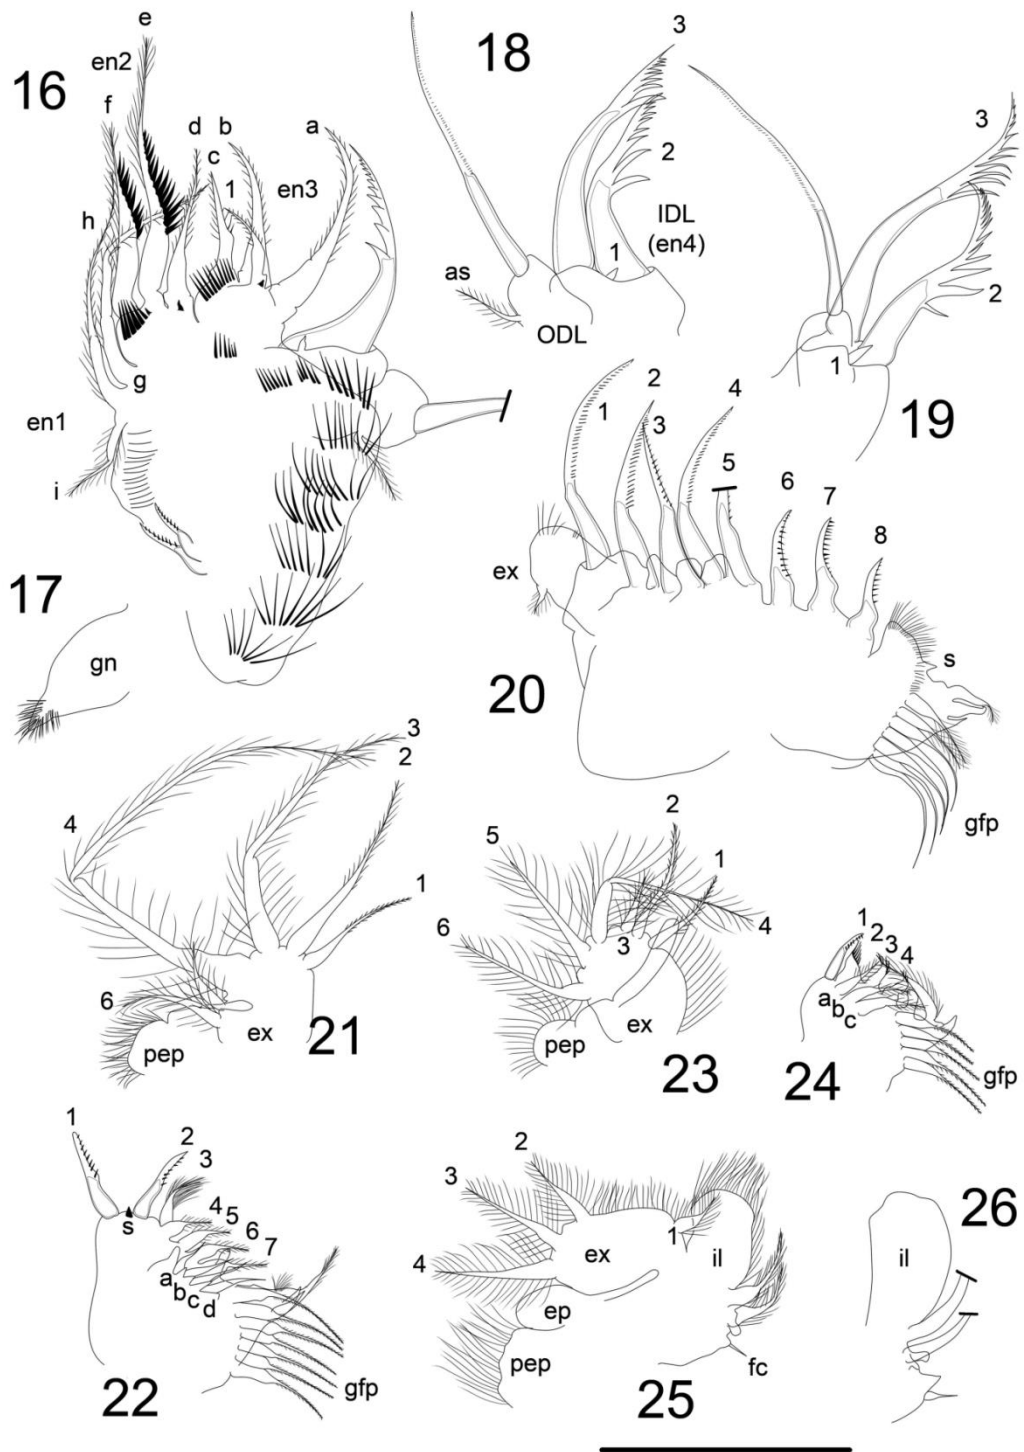 16
e
en2
f
d
b
c
1
a
en3
h
g
en1
i
17
gn
18
3
2
IDL
(en4)
1
as
ODL
3
2
1
19
1
2
3
4
5
6
7
8
ex
s
20
gfp
3
2
4
1
6
ex
pep
21
5
2
1
6
3
4
ex
pep
23
1
2
3
4
a
b
c
gfp
24
1
2
3
s
4
5
6
7
a
b
c
d
gfp
22
2
3
4
1
ex
il
ep
pep
fc
25
26
il